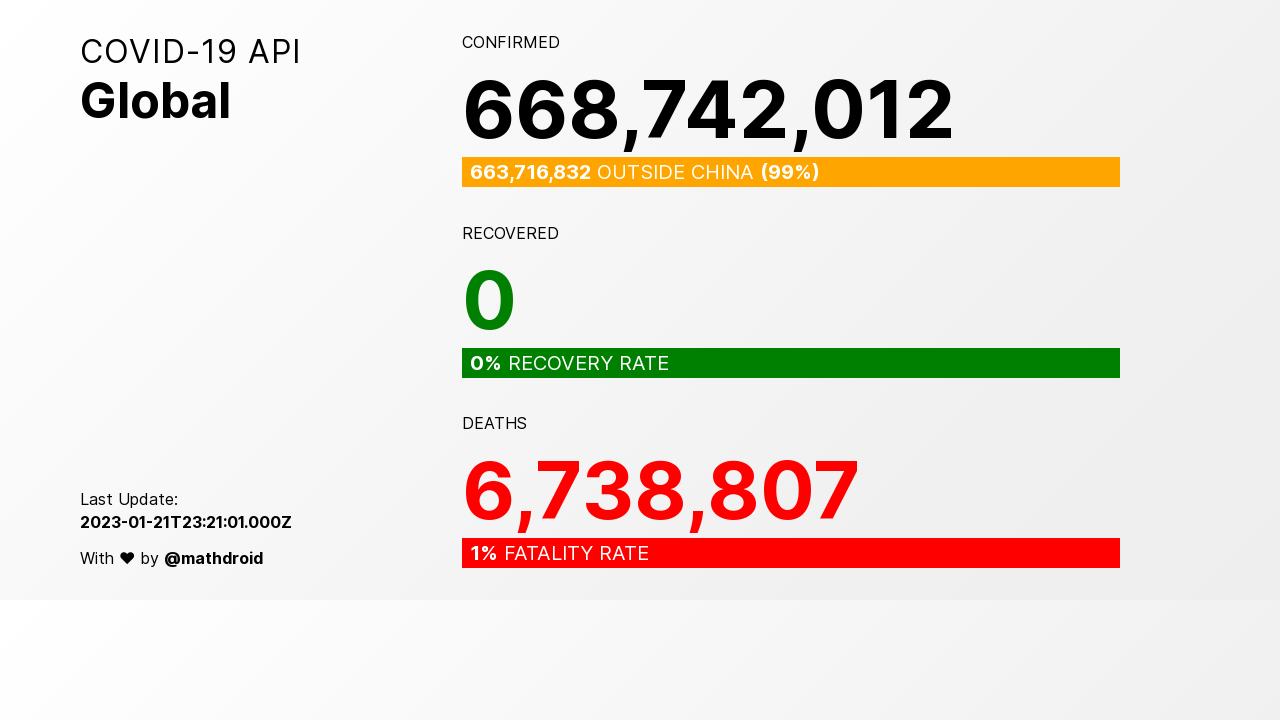 COVID-19 API
Global
CONFIRMED
668,742,012
663,716,832 OUTSIDE CHINA (99%)
RECOVERED
0
0% RECOVERY RATE
DEATHS
6,738,807
1% FATALITY RATE
Last Update:
2023-01-21T23:21:01.000Z
With ♥ by @mathdroid